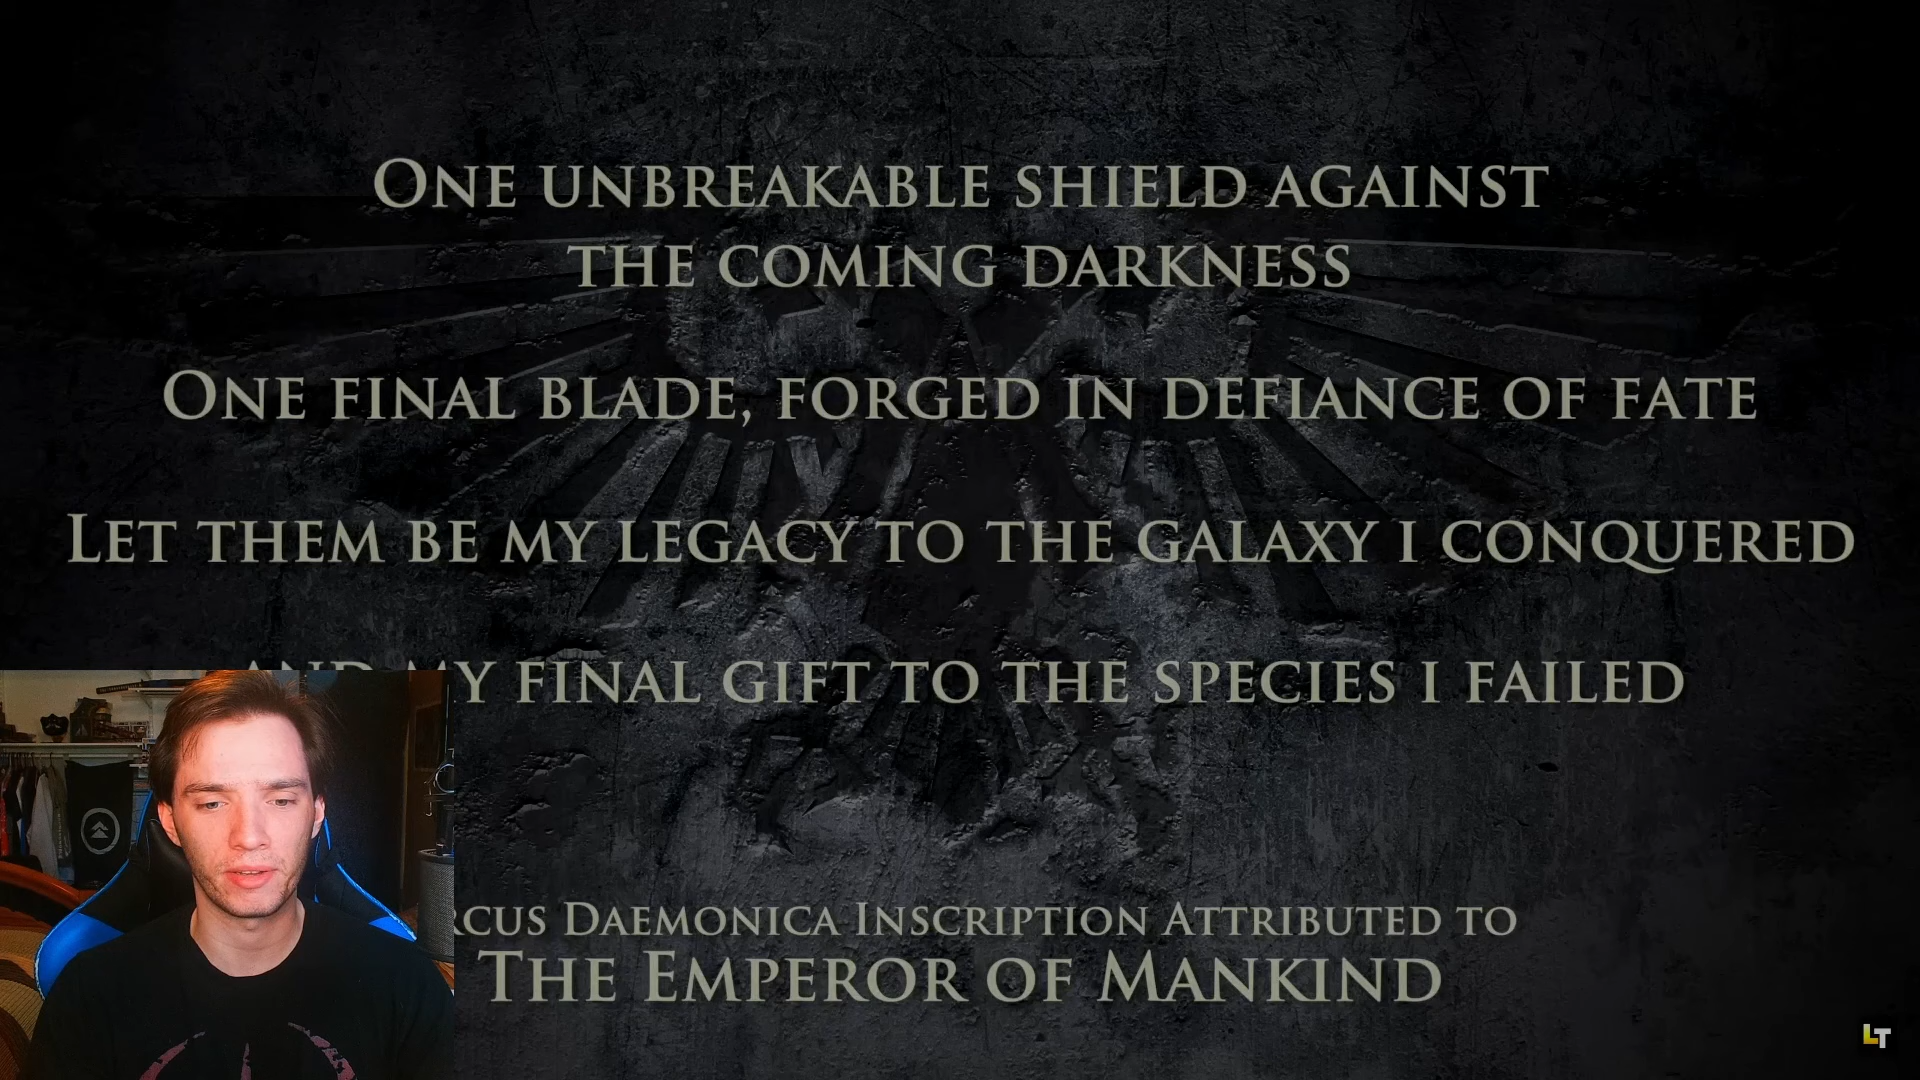 One unbreakable shield against
the coming darkness
One final blade, forged in defiance of fate
Let them be my legacy to the galaxy I conquered
my final gift to the species I failed
Daemonica Inscription Attributed to
The Emperor of Mankind
LT